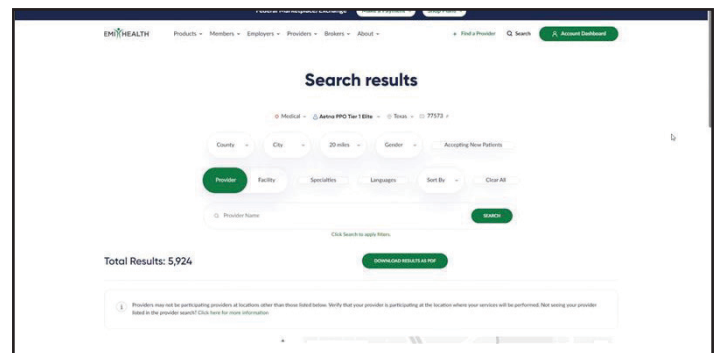 Federal Marketplace/Exchange
EMI HEALTH Products Members Employers Providers Brokers About + Find a Provider Search Account Dashboard
Search results
Medical Aetna PPO Tier 1 Elite Texas 77573
County City 20 miles Gender Accepting New Patients
Provider Facility Specialties Languages Sort By Clear All
Provider Name SEARCH
Click Search to apply filters.
Total Results: 5,924 DOWNLOAD RESULTS AS PDF
Providers may not be participating providers at locations other than those listed below. Verify that your provider is participating at the location where your services will be performed. Not seeing your provider
listed in the provider search? Click here for more information.